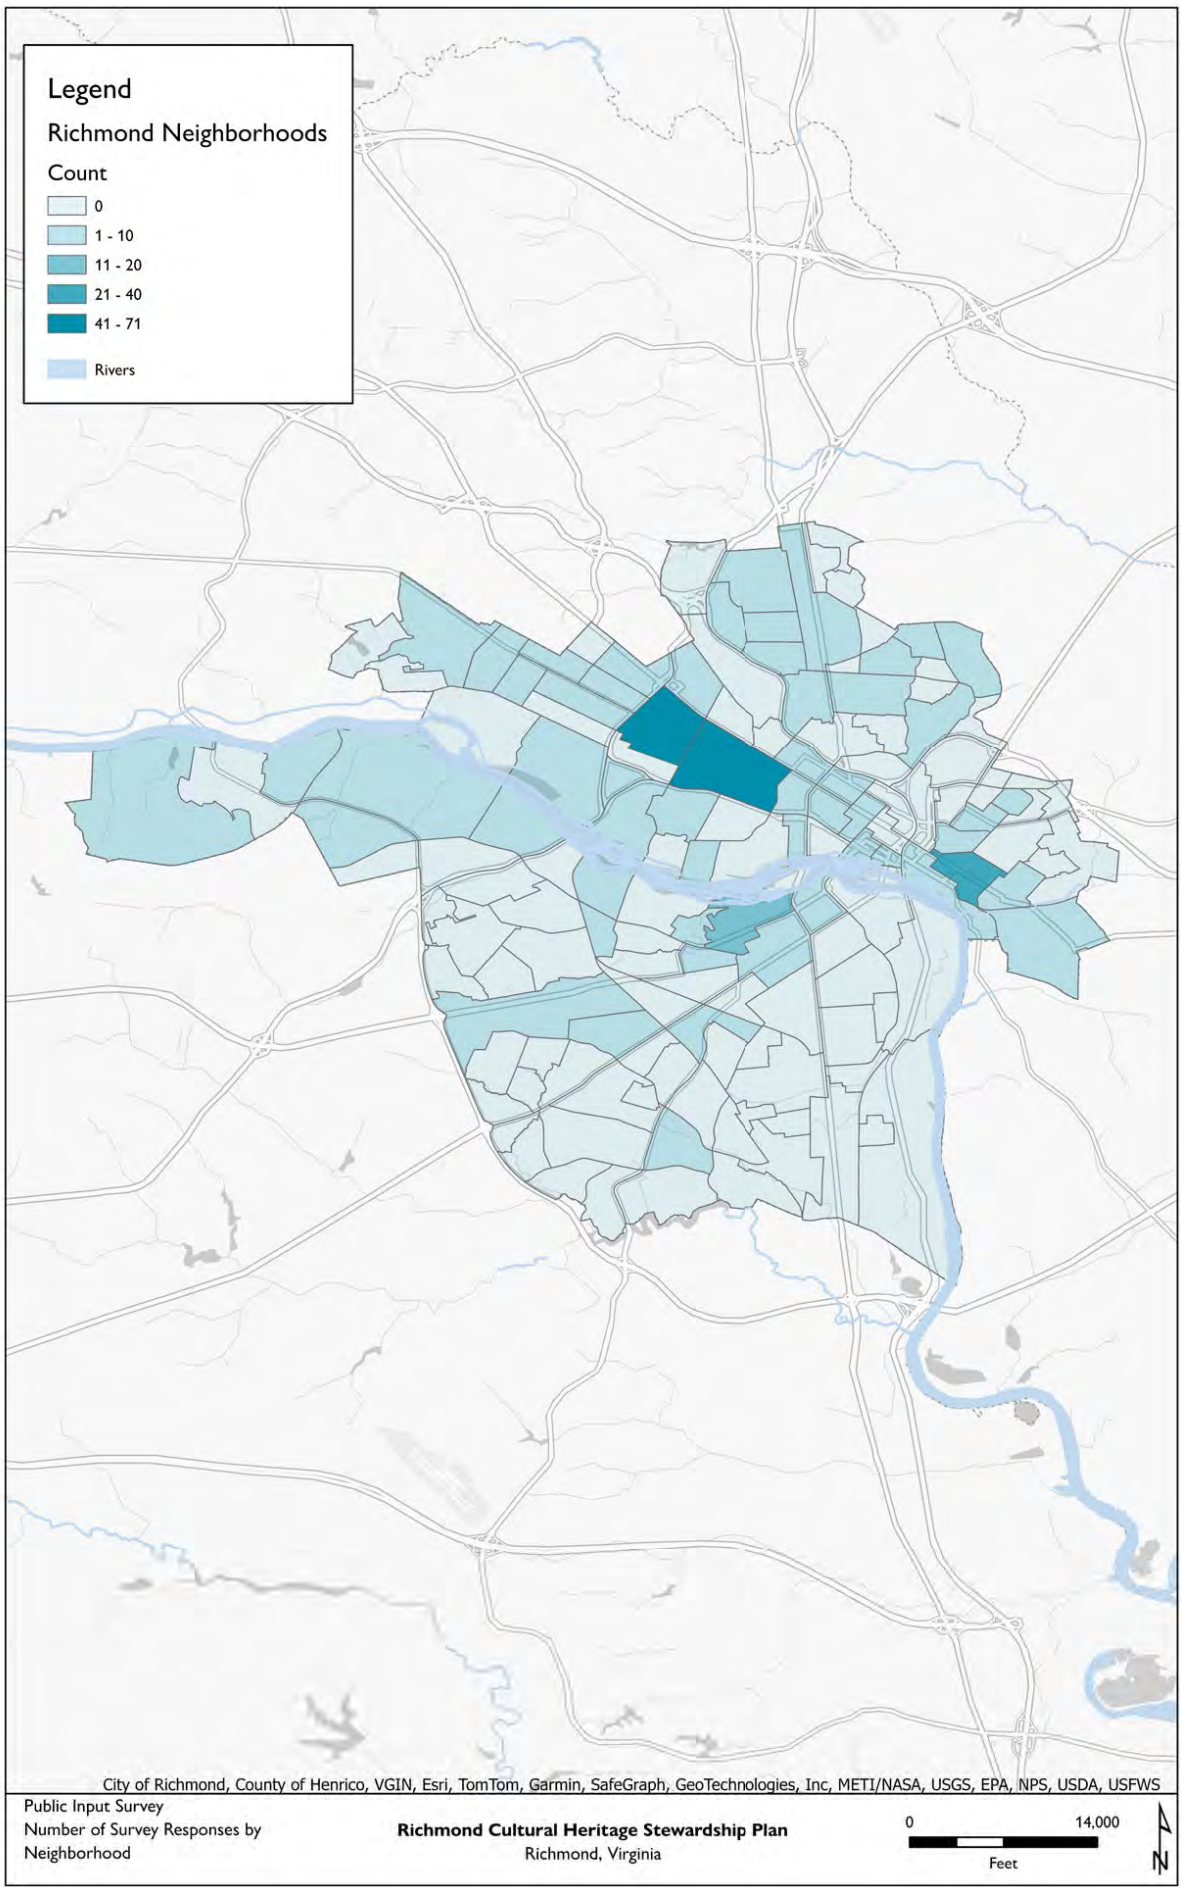 Legend
Richmond Neighborhoods
Count
0
1 - 10
11 - 20
21 - 40
41 - 71
Rivers
City of Richmond, County of Henrico, VGIN, Esri, TomTom, Garmin, SafeGraph, GeoTechnologies, Inc, METI/NASA, USGS, EPA, NPS, USDA, USFWS
Public Input Survey
Number of Survey Responses by
Neighborhood
Richmond Cultural Heritage Stewardship Plan
Richmond, Virginia
0 14,000
Feet
N